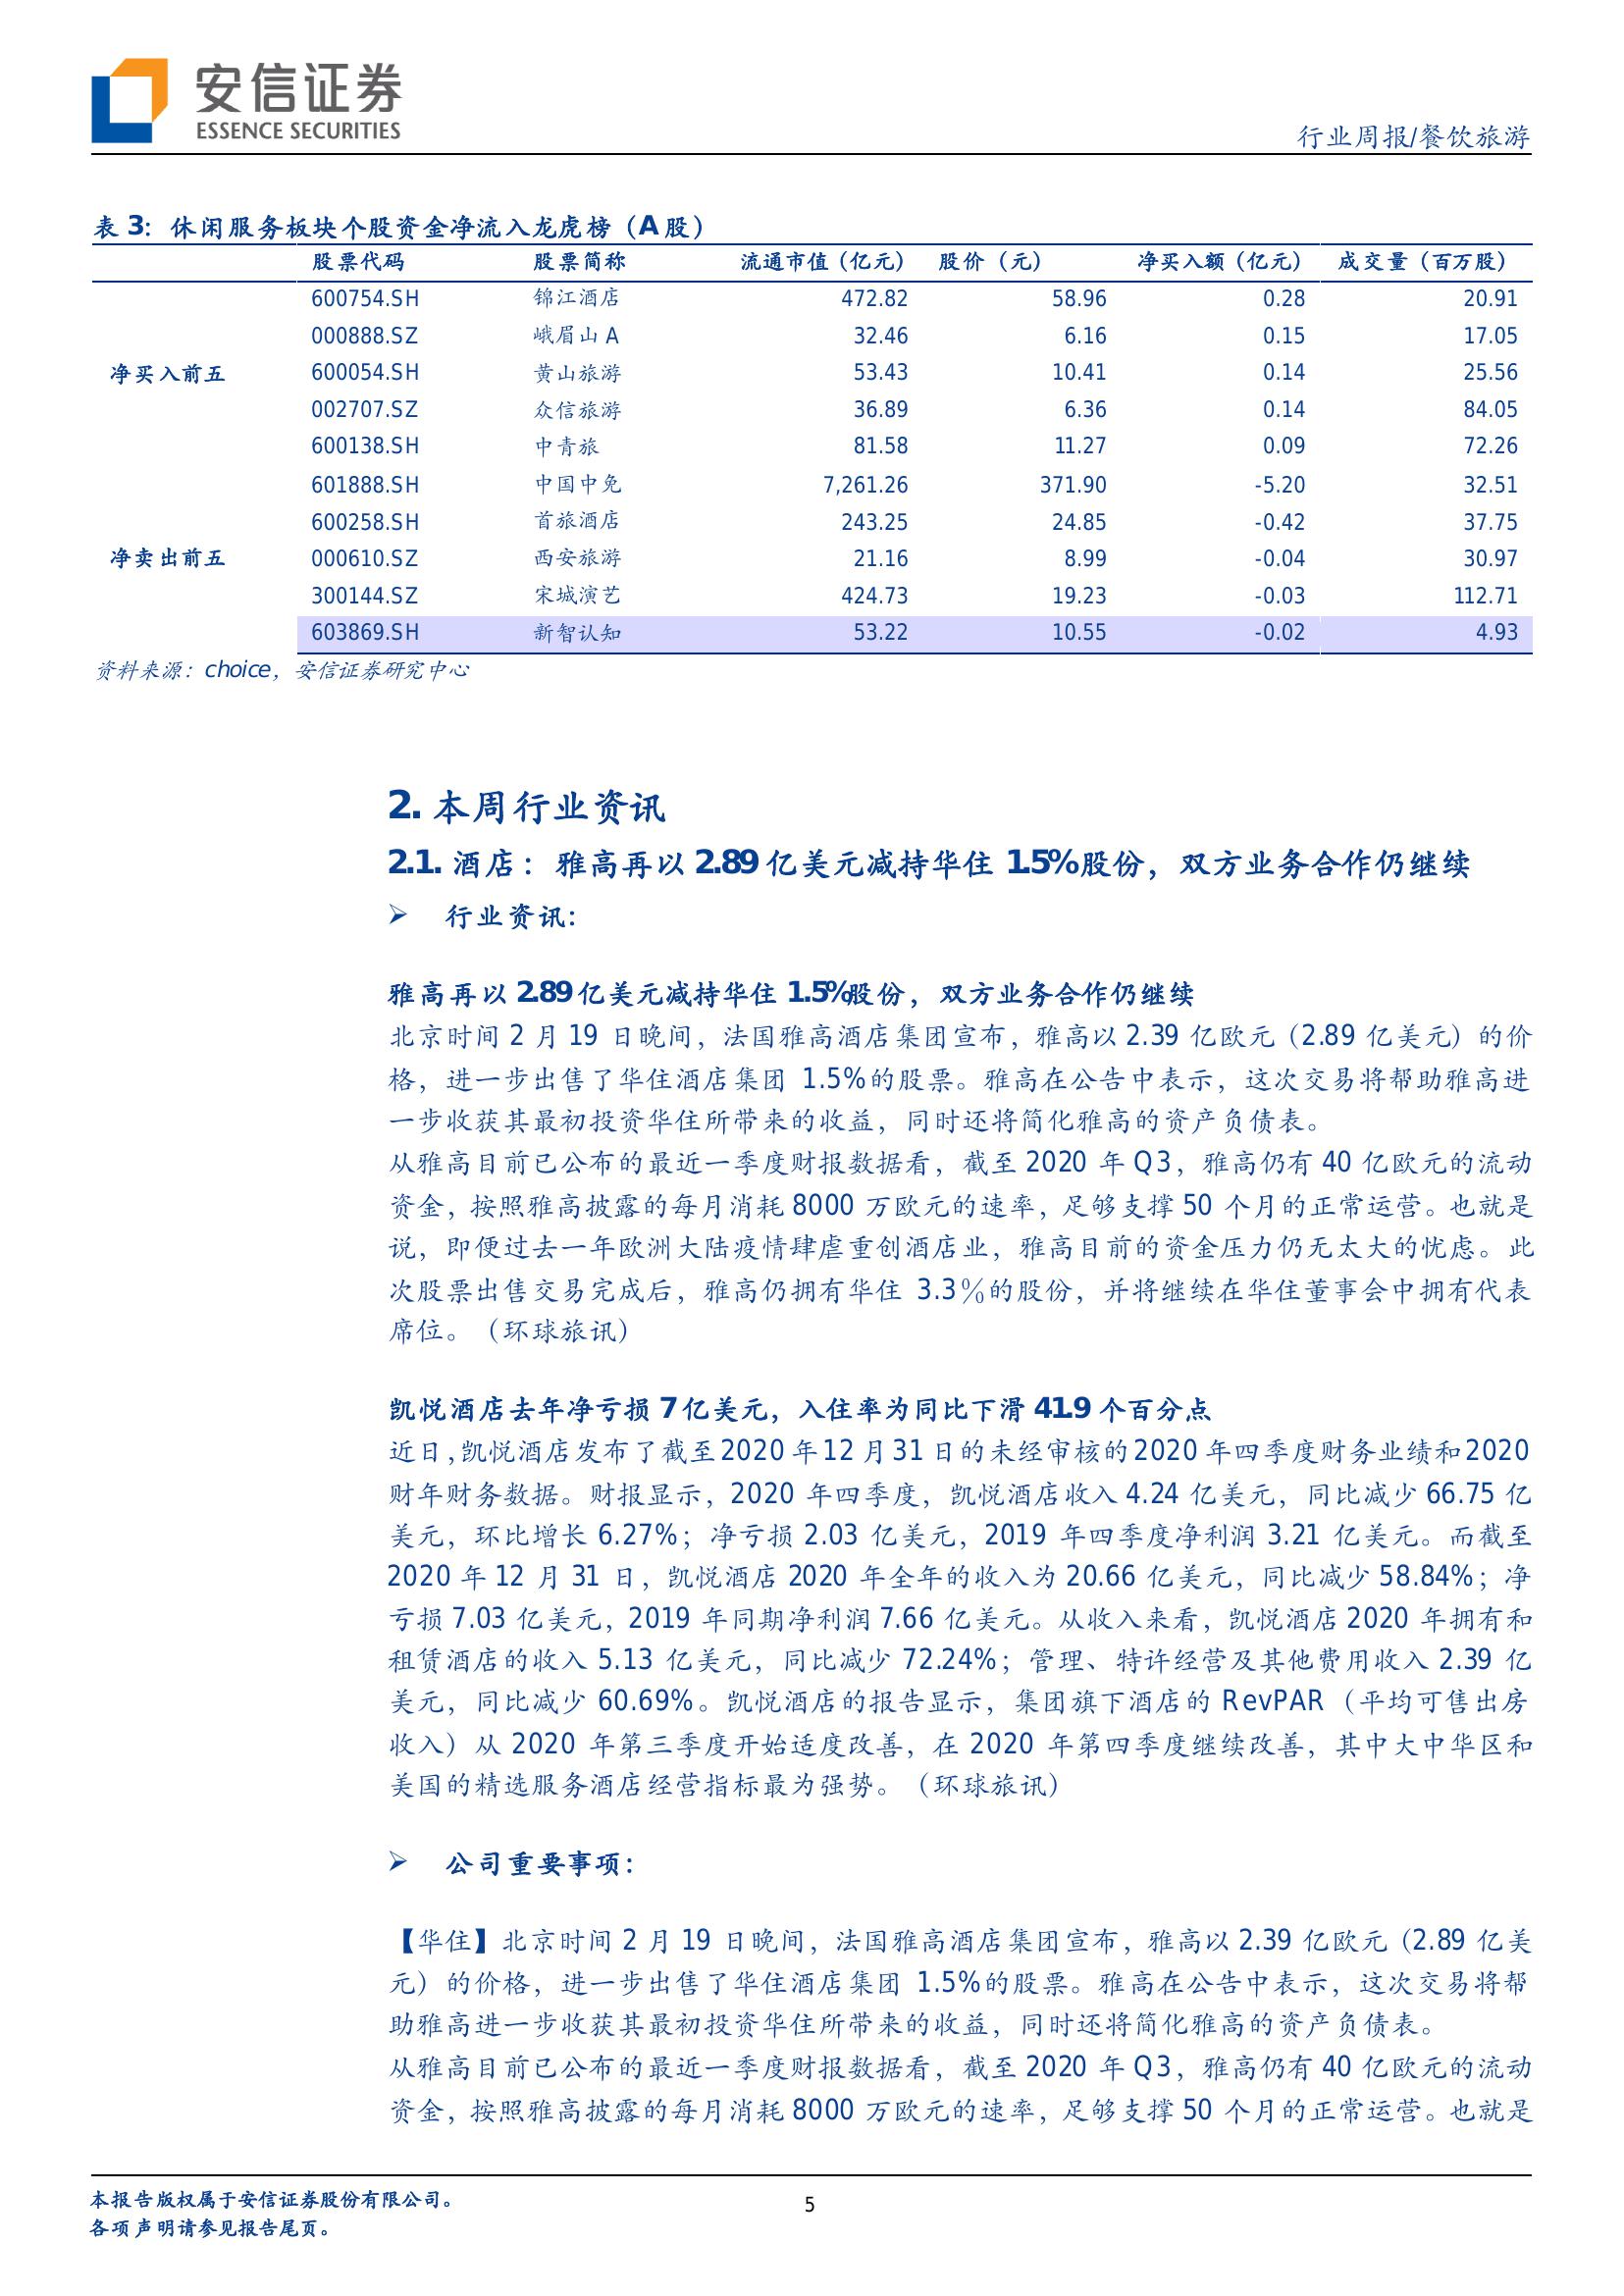 安信证券
ESSENCE SECURITIES
行业周报/餐饮旅游
表 3：休闲服务板块个股资金净流入龙虎榜（A 股）
股票代码 股票简称 流通市值（亿元） 股价（元） 净买入额（亿元） 成交量（百万股）
600754.SH 锦江酒店 472.82 58.96 0.28 20.91
000888.SZ 峨眉山 A 32.46 6.16 0.15 17.05
净买入前五 600054.SH 黄山旅游 53.43 10.41 0.14 25.56
002707.SZ 众信旅游 36.89 6.36 0.14 84.05
600138.SH 中青旅 81.58 11.27 0.09 72.26
601888.SH 中国中免 7,261.26 371.90 -5.20 32.51
600258.SH 首旅酒店 243.25 24.85 -0.42 37.75
净卖出前五 000610.SZ 西安旅游 21.16 8.99 -0.04 30.97
300144.SZ 宋城演艺 424.73 19.23 -0.03 112.71
603869.SH 新智认知 53.22 10.55 -0.02 4.93
资料来源：choice，安信证券研究中心
2. 本周行业资讯
2.1. 酒店：雅高再以 2.89 亿美元减持华住 1.5%股份，双方业务合作仍继续
➢ 行业资讯：
雅高再以 2.89 亿美元减持华住 1.5%股份，双方业务合作仍继续
北京时间 2 月 19 日晚间，法国雅高酒店集团宣布，雅高以 2.39 亿欧元（2.89 亿美元）的价
格，进一步出售了华住酒店集团 1.5%的股票。雅高在公告中表示，这次交易将帮助雅高进
一步收获其最初投资华住所带来的收益，同时还将简化雅高的资产负债表。
从雅高目前已公布的最近一季度财报数据看，截至 2020 年 Q3，雅高仍有 40 亿欧元的流动
资金，按照雅高披露的每月消耗 8000 万欧元的速率，足够支撑 50 个月的正常运营。也就是
说，即便过去一年欧洲大陆疫情肆虐重创酒店业，雅高目前的资金压力仍无太大的忧虑。此
次股票出售交易完成后，雅高仍拥有华住 3.3％的股份，并将继续在华住董事会中拥有代表
席位。（环球旅讯）
凯悦酒店去年净亏损 7 亿美元，入住率为同比下滑 41.9 个百分点
近日，凯悦酒店发布了截至 2020 年 12 月 31 日的未经审核的 2020 年四季度财务业绩和 2020
财年财务数据。财报显示，2020 年四季度，凯悦酒店收入 4.24 亿美元，同比减少 66.75 亿
美元，环比增长 6.27%；净亏损 2.03 亿美元，2019 年四季度净利润 3.21 亿美元。而截至
2020 年 12 月 31 日，凯悦酒店 2020 年全年的收入为 20.66 亿美元，同比减少 58.84%；净
亏损 7.03 亿美元，2019 年同期净利润 7.66 亿美元。从收入来看，凯悦酒店 2020 年拥有和
租赁酒店的收入 5.13 亿美元，同比减少 72.24%；管理、特许经营及其他费用收入 2.39 亿
美元，同比减少 60.69%。凯悦酒店的报告显示，集团旗下酒店的 RevPAR（平均可售出房
收入）从 2020 年第三季度开始适度改善，在 2020 年第四季度继续改善，其中大中华区和
美国的精选服务酒店经营指标最为强势。（环球旅讯）
➢ 公司重要事项：
【华住】北京时间 2 月 19 日晚间，法国雅高酒店集团宣布，雅高以 2.39 亿欧元（2.89 亿美
元）的价格，进一步出售了华住酒店集团 1.5%的股票。雅高在公告中表示，这次交易将帮
助雅高进一步收获其最初投资华住所带来的收益，同时还将简化雅高的资产负债表。
从雅高目前已公布的最近一季度财报数据看，截至 2020 年 Q3，雅高仍有 40 亿欧元的流动
资金，按照雅高披露的每月消耗 8000 万欧元的速率，足够支撑 50 个月的正常运营。也就是
本报告版权属于安信证券股份有限公司。
各项声明请参见报告尾页。
5